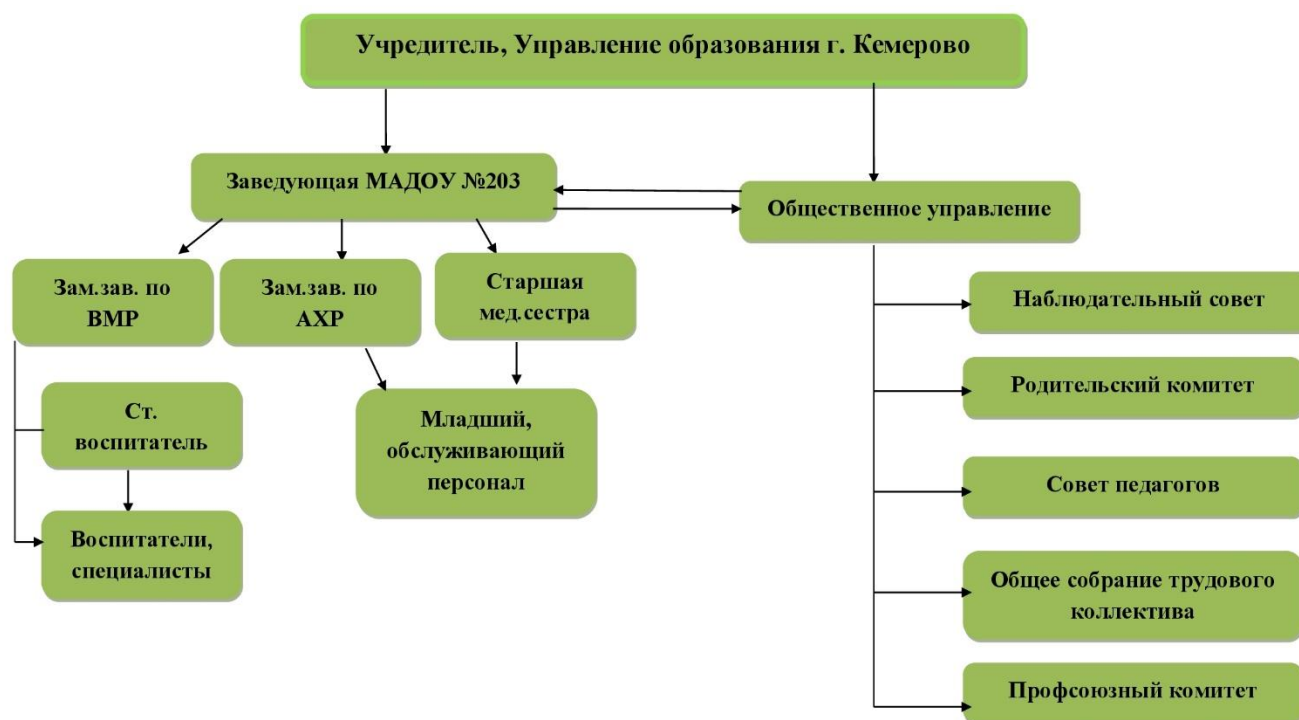 Учредитель, Управление образования г. Кемерово
Заведующая МАДОУ №203
Общественное управление
Зам.зав. по
ВМР
Зам.зав. по
АХР
Старшая
мед.сестра
Наблюдательный совет
Родительский комитет
Ст.
воспитатель
Младший,
обслуживающий
персонал
Совет педагогов
Воспитатели,
специалисты
Общее собрание трудового
коллектива
Профсоюзный комитет